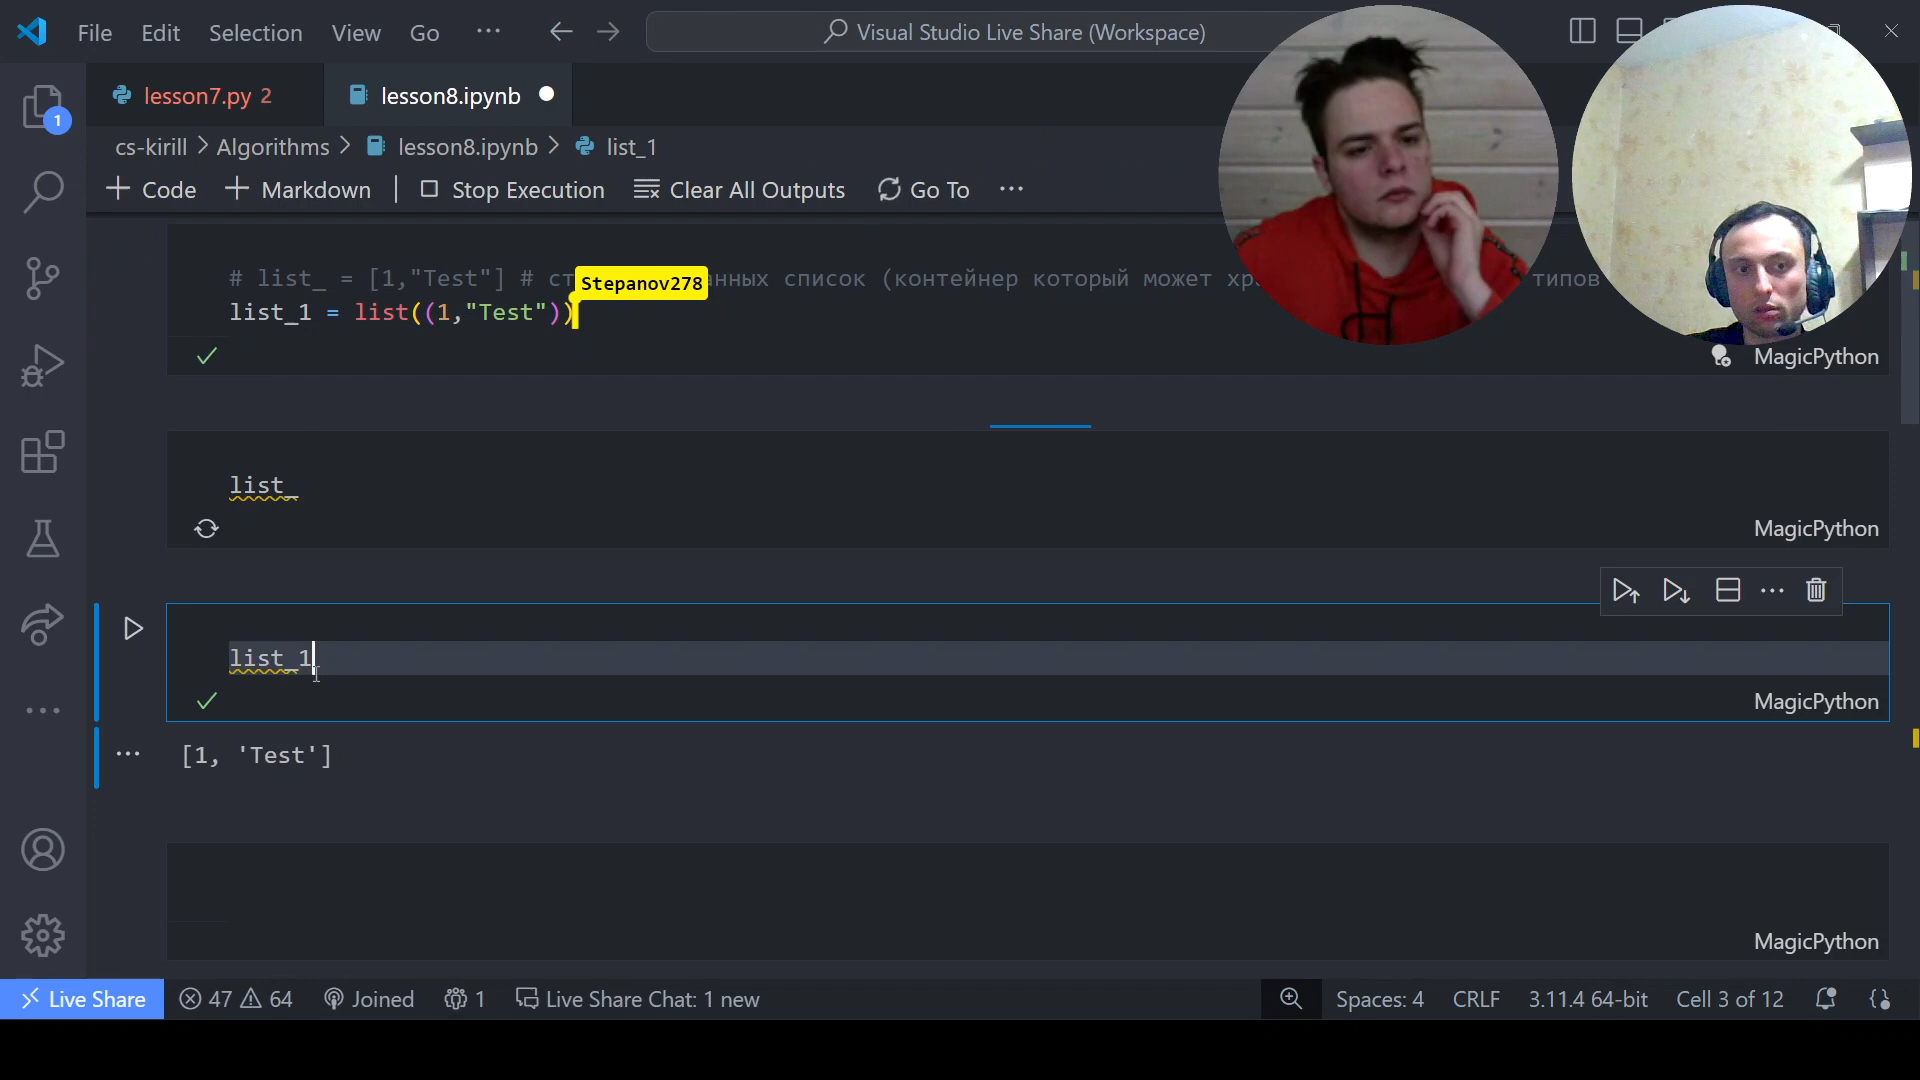 File Edit Selection View Go ···
Visual Studio Live Share (Workspace)
lesson7.py 2
lesson8.ipynb
1
cs-kirill > Algorithms > lesson8.ipynb > list_1
Code
Markdown
Stop Execution
Clear All Outputs
Go To
···
# list_ = [1,"Test"] # ст
Stepanov278
список (контейнер который может
типов
list_1 = list((1,"Test"))
MagicPython
list_
MagicPython
list_1
MagicPython
[1, 'Test']
MagicPython
Live Share
47
64
Joined
1
Live Share Chat: 1 new
Spaces: 4
CRLF
3.11.4 64-bit
Cell 3 of 12